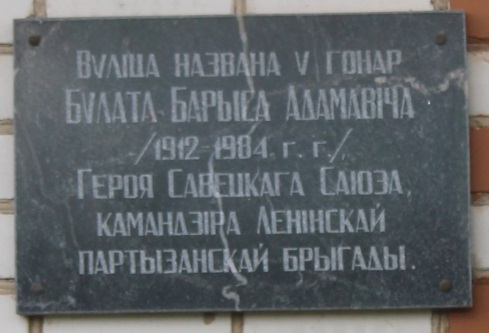 Вуліца названа у гонар
Булата Барыса Адамавіча
/1912-1984 г. г./,
Героя Савецкага Саюза,
камандзіра Ленінскай
партызанскай брыгады.